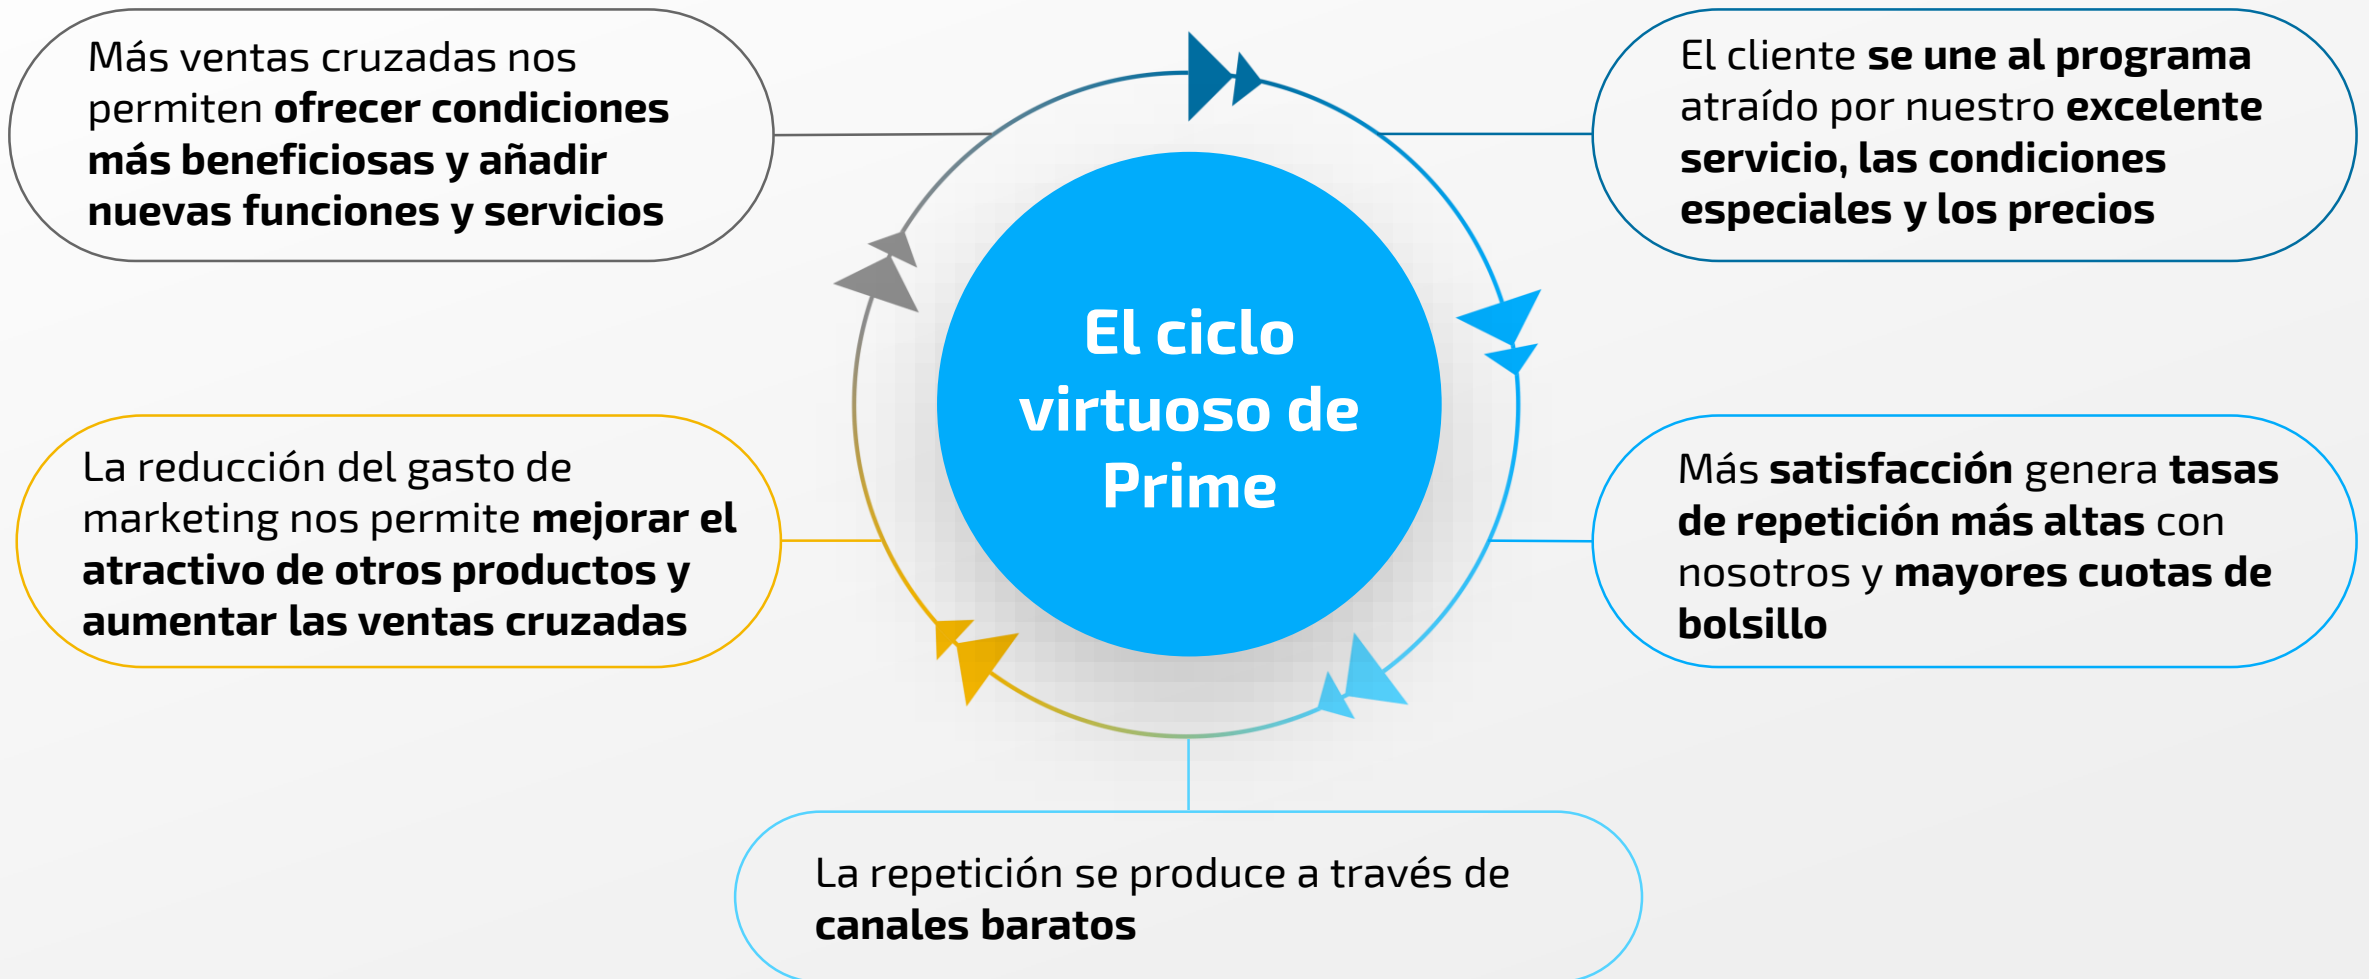 Más ventas cruzadas nos
permiten ofrecer condiciones
más beneficiosas y añadir
nuevas funciones y servicios
El cliente se une al programa
atraído por nuestro excelente
servicio, las condiciones
especiales y los precios
El ciclo
virtuoso de
Prime
La reducción del gasto de
marketing nos permite mejorar el
atractivo de otros productos y
aumentar las ventas cruzadas
Más satisfacción genera tasas
de repetición más altas con
nosotros y mayores cuotas de
bolsillo
La repetición se produce a través de
canales baratos